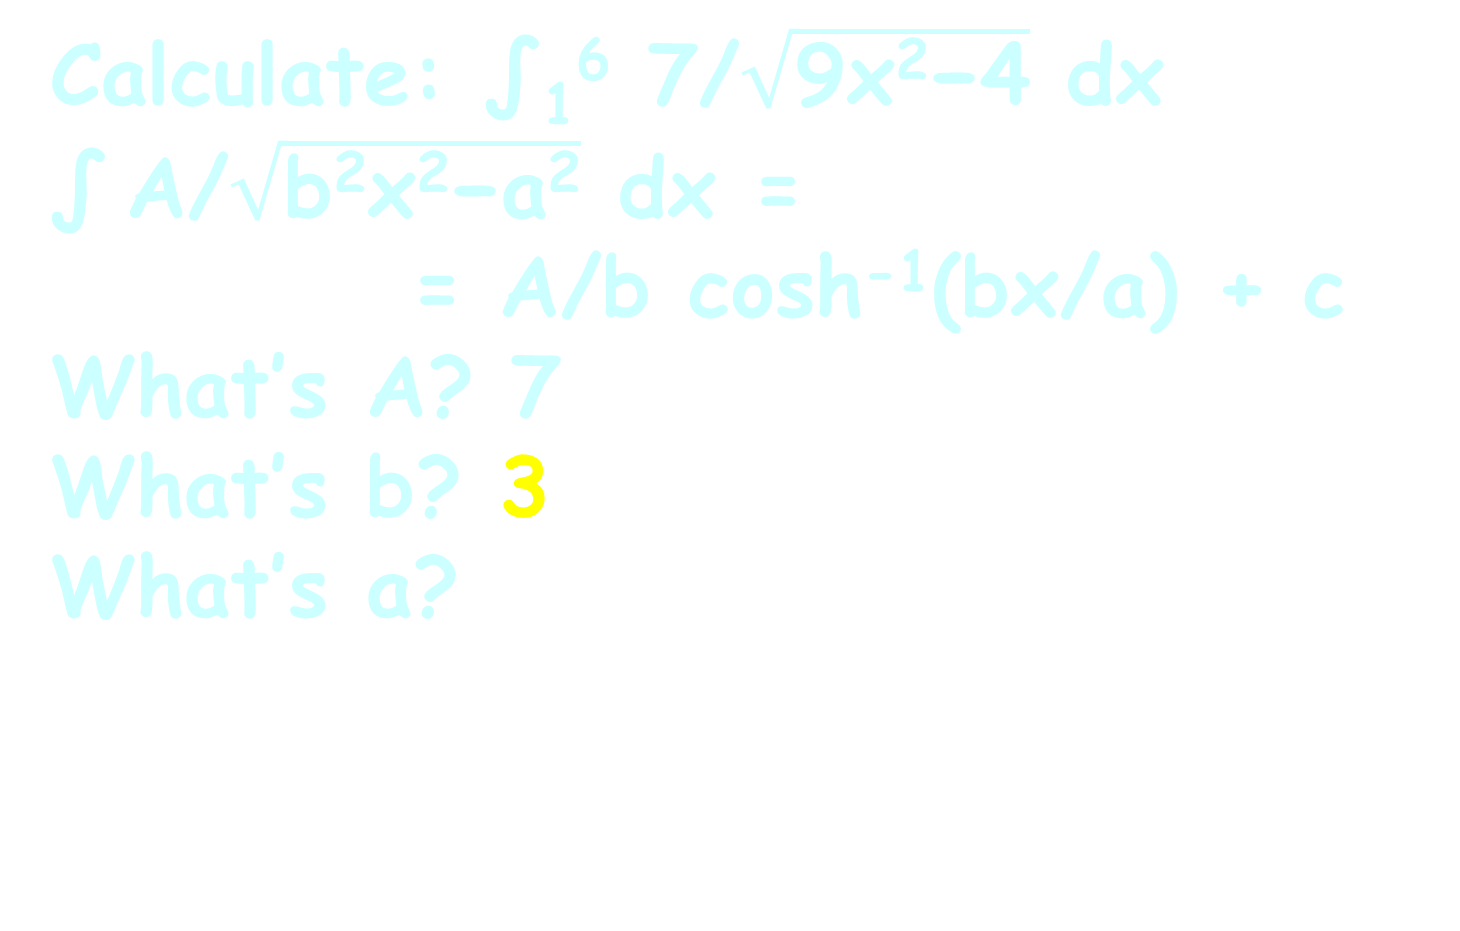 Calculate: ∫₁⁶ 7/√9x²–4 dx
∫ A/√b²x²–a² dx =
= A/b cosh⁻¹(bx/a) + c
What's A? 7
What's b? 3
What's a?